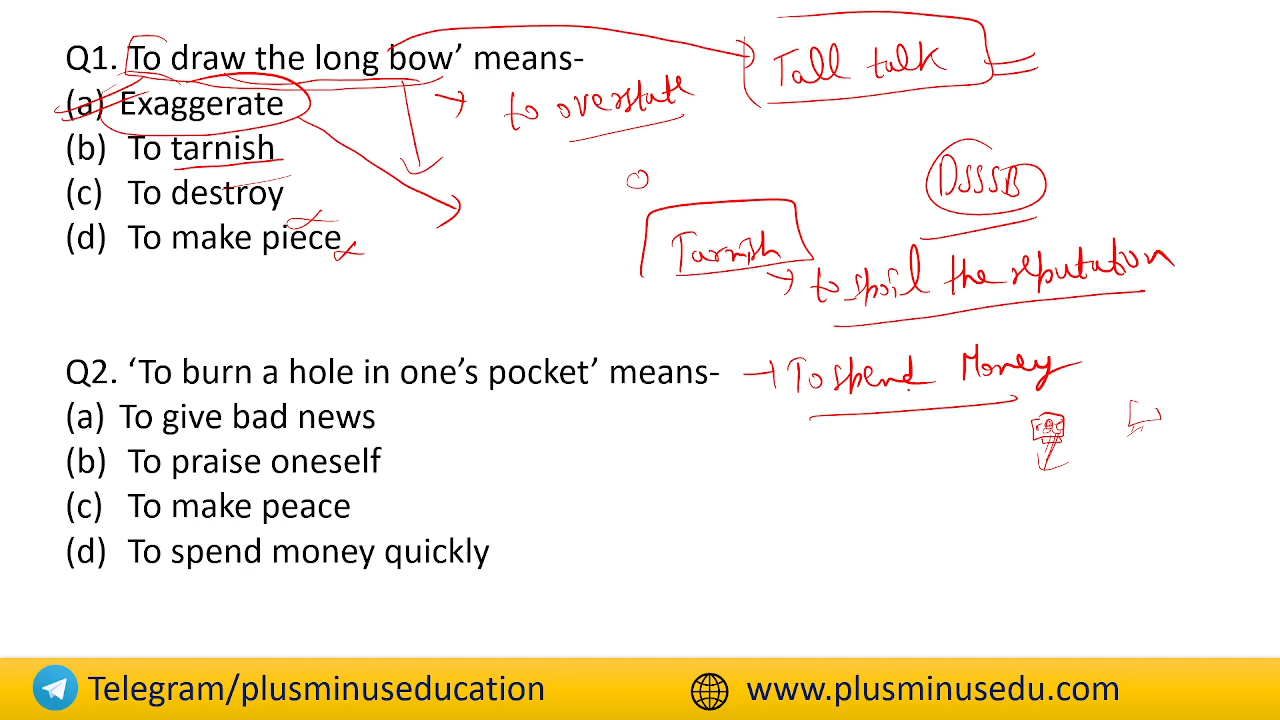 Q1. To draw the long bow’ means-
Tall talk
(a) Exaggerate
to overstate
(b) To tarnish
(c) To destroy
DSSSB
(d) To make piece
Tarnish
to spoil the reputation
Q2. ‘To burn a hole in one’s pocket’ means-
To spend Money
(a) To give bad news
(b) To praise oneself
(c) To make peace
(d) To spend money quickly
Telegram/plusminuseducation
www.plusminusedu.com